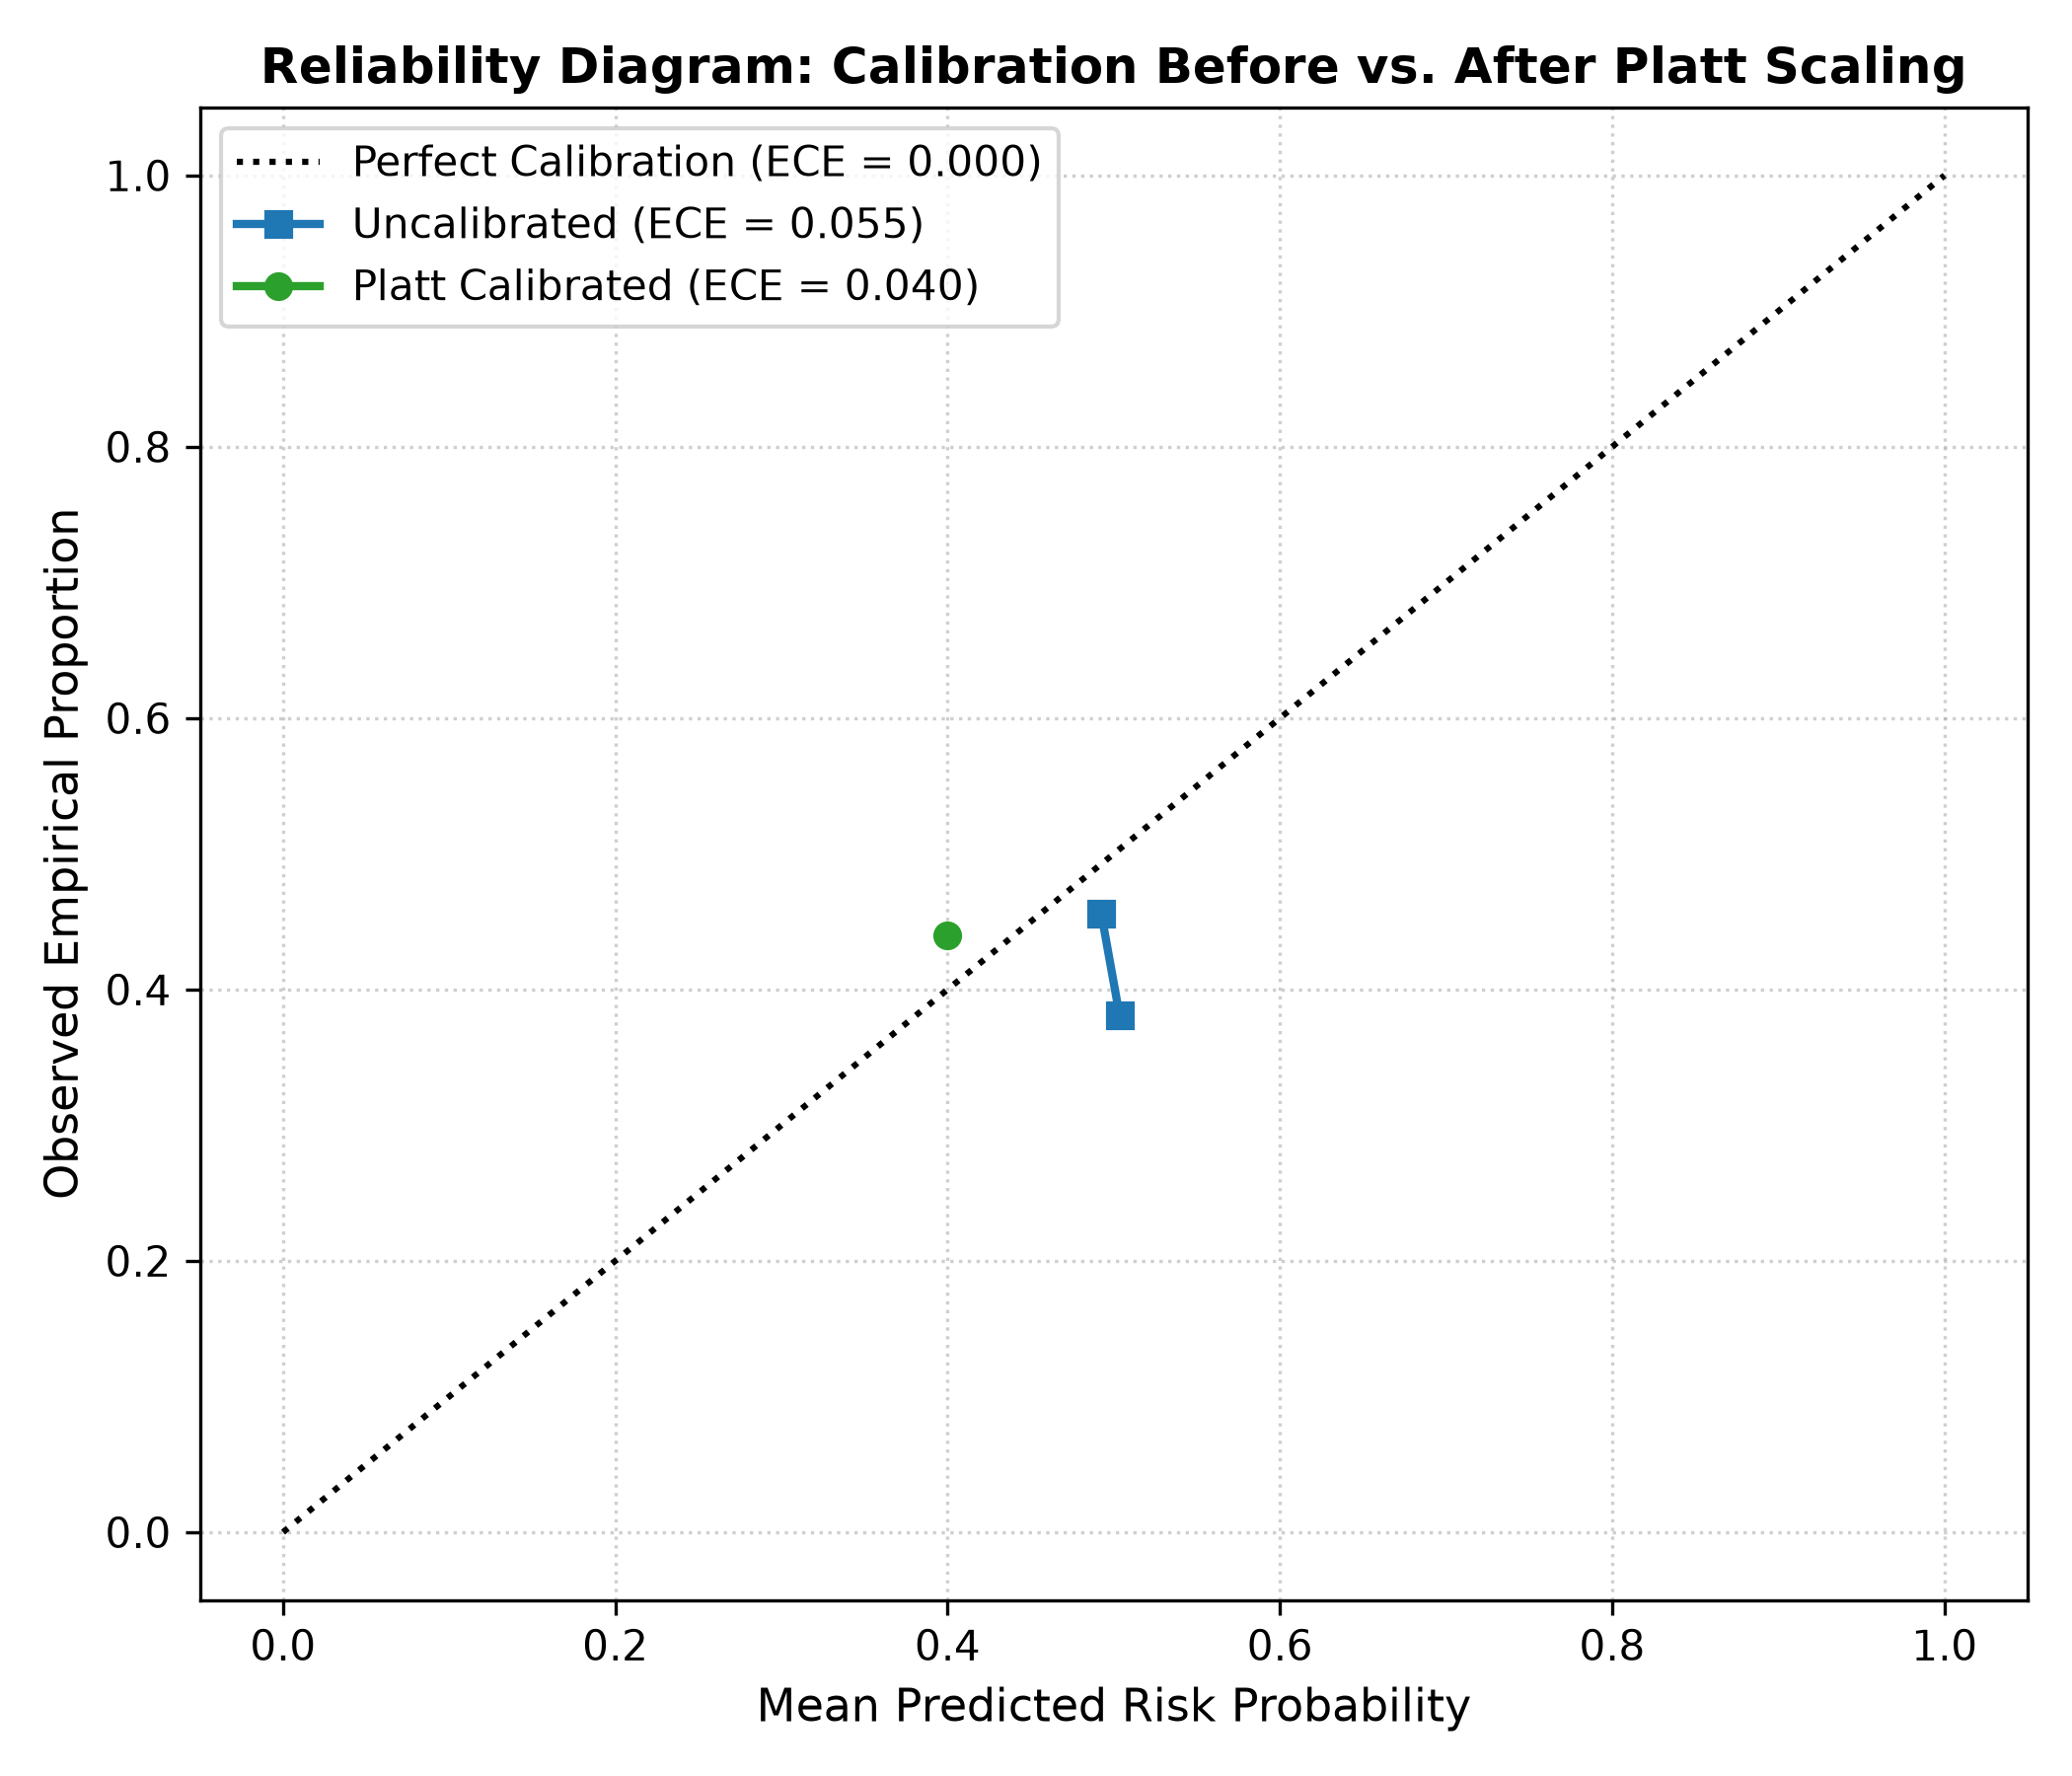 Reliability Diagram: Calibration Before vs. After Platt Scaling
Perfect Calibration (ECE = 0.000)
Uncalibrated (ECE = 0.055)
Platt Calibrated (ECE = 0.040)
1.0
0.8
0.6
0.4
0.2
0.0
Observed Empirical Proportion
0.0 0.2 0.4 0.6 0.8 1.0
Mean Predicted Risk Probability